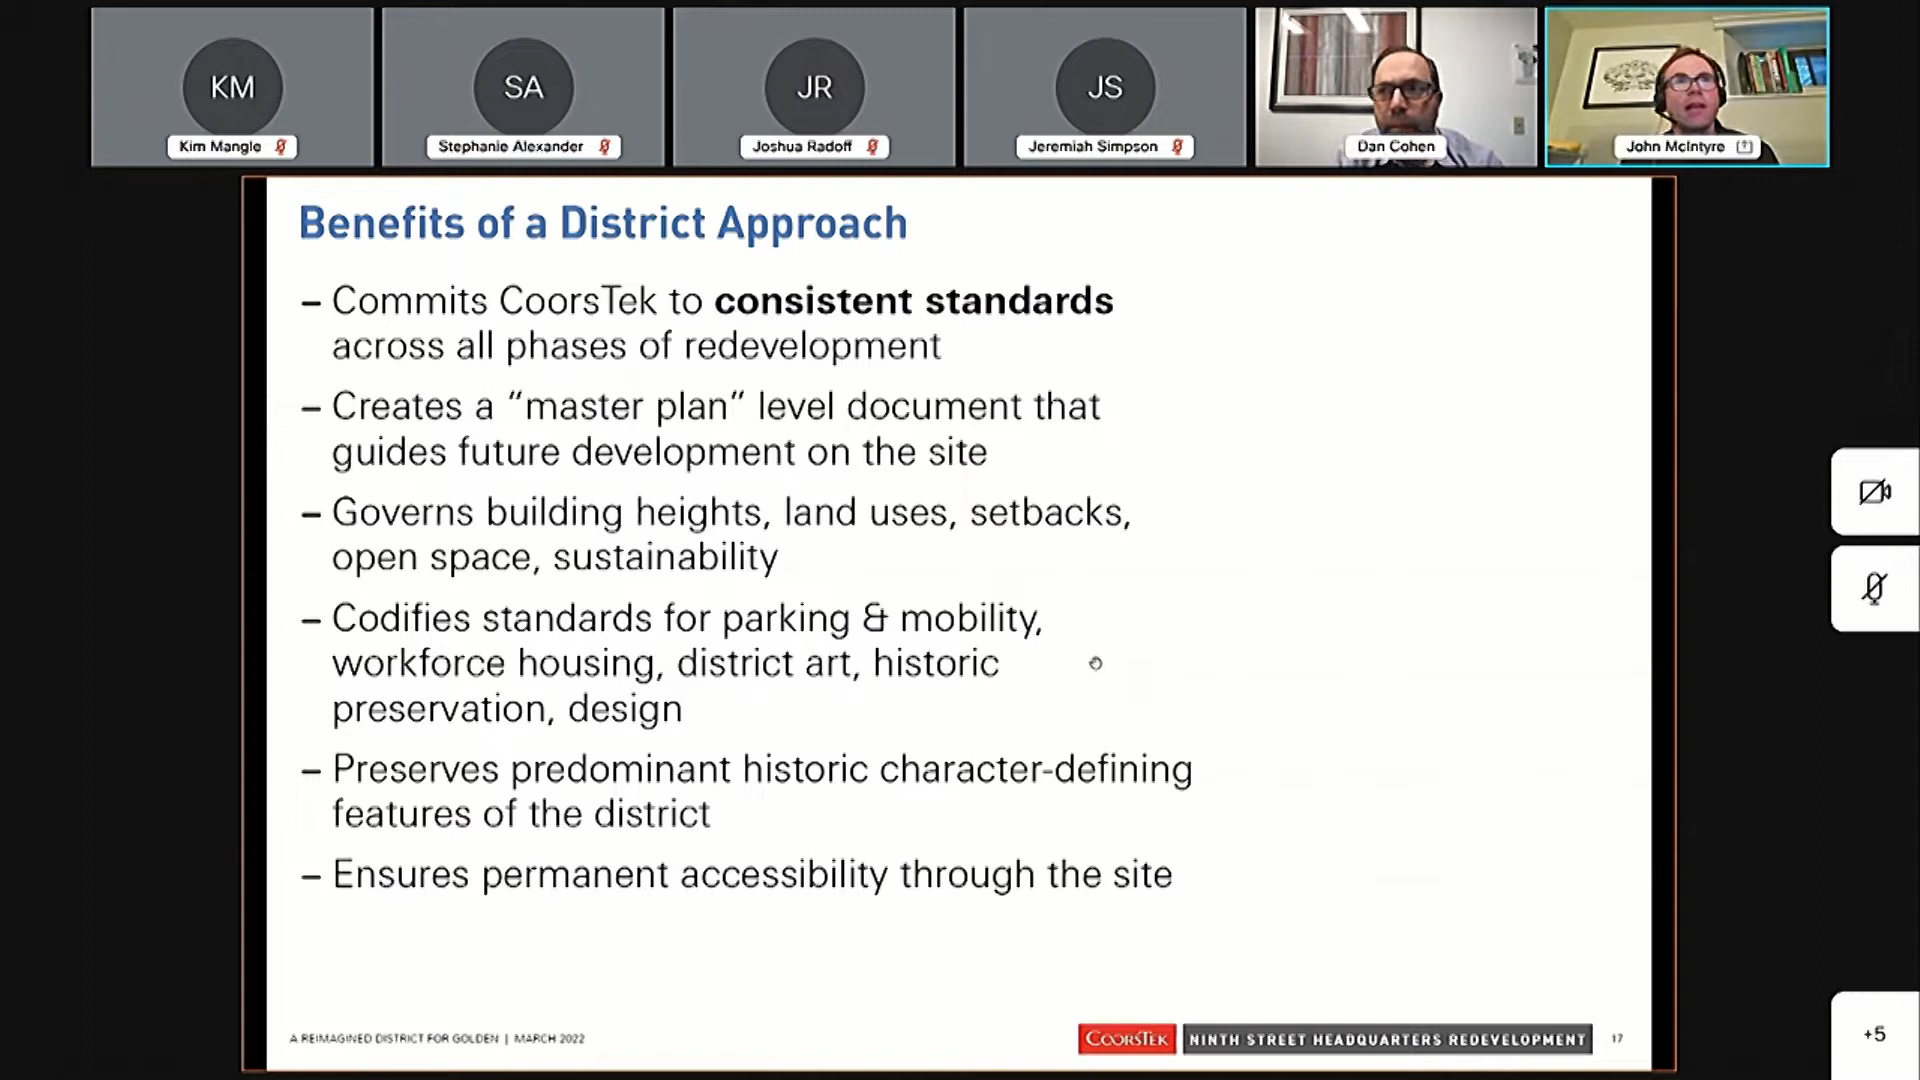 KM
SA
JR
JS
Kim Mangle
Stephanie Alexander
Joshua Radoff
Jeremiah Simpson
Dan Cohen
John McIntyre
Benefits of a District Approach
– Commits CoorsTek to consistent standards
across all phases of redevelopment
– Creates a “master plan” level document that
guides future development on the site
– Governs building heights, land uses, setbacks,
open space, sustainability
– Codifies standards for parking & mobility,
workforce housing, district art, historic
preservation, design
– Preserves predominant historic character-defining
features of the district
– Ensures permanent accessibility through the site
A REIMAGINED DISTRICT FOR GOLDEN | MARCH 2022
COORSTEK
NINTH STREET HEADQUARTERS REDEVELOPMENT
17
+5